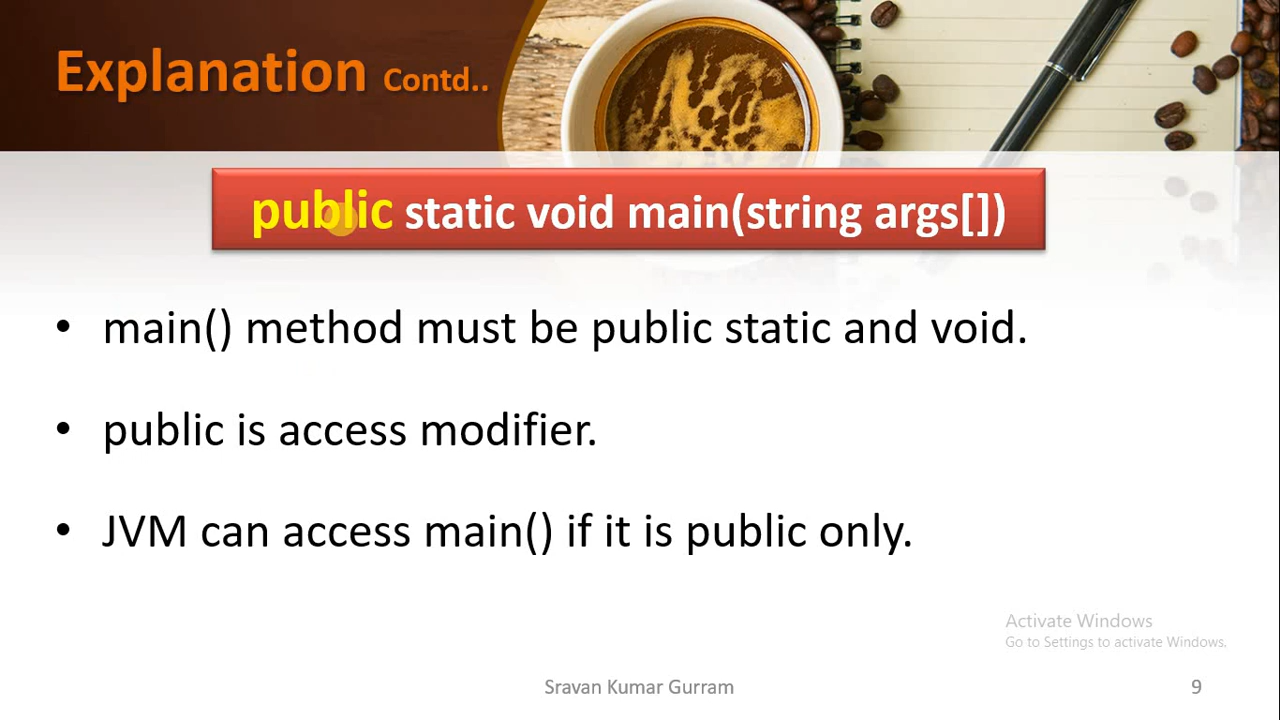 Explanation Contd..
public static void main(string args[])
• main() method must be public static and void.
• public is access modifier.
• JVM can access main() if it is public only.
Activate Windows
Go to Settings to activate Windows.
Sravan Kumar Gurram
9